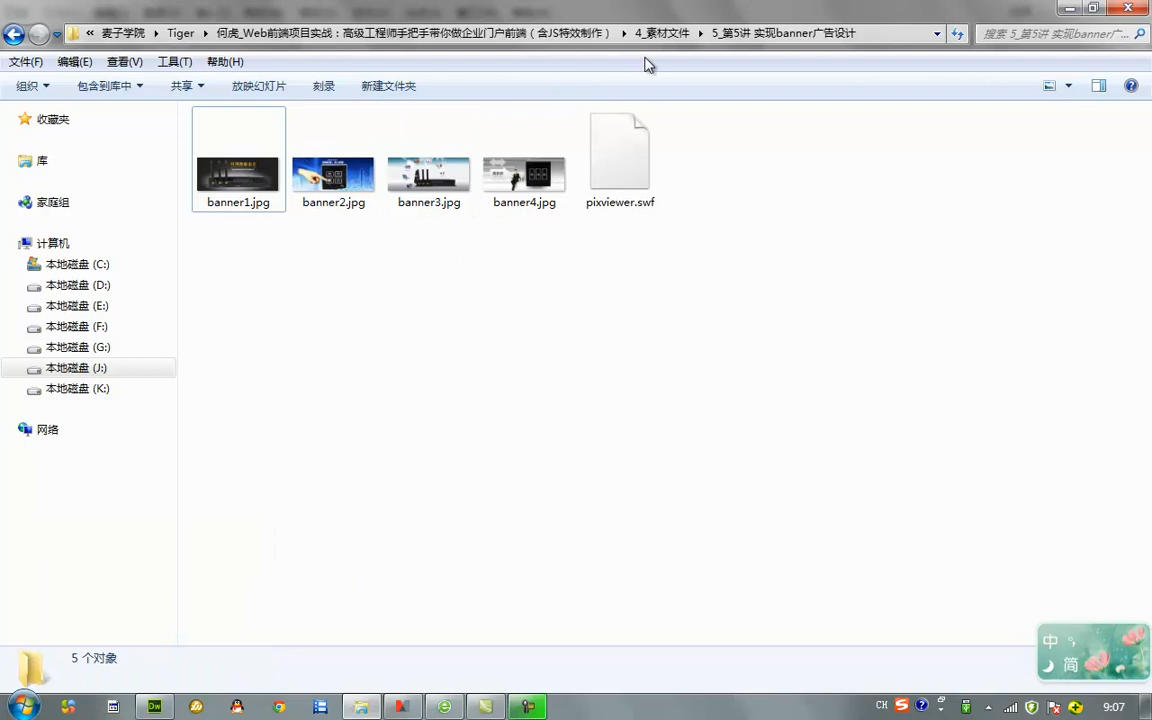 « 麦子学院 ▸ Tiger ▸ 何虎_Web前端项目实战：高级工程师手把手带你做企业门户前端（含JS特效制作） ▸ 4_素材文件 ▸ 5_第5讲 实现banner广告设计
搜索 5_第5讲 实现banner广...
文件(F) 编辑(E) 查看(V) 工具(T) 帮助(H)
组织 包含到库中 共享 放映幻灯片 刻录 新建文件夹
收藏夹
库
家庭组
计算机
本地磁盘 (C:)
本地磁盘 (D:)
本地磁盘 (E:)
本地磁盘 (F:)
本地磁盘 (G:)
本地磁盘 (J:)
本地磁盘 (K:)
网络
banner1.jpg banner2.jpg banner3.jpg banner4.jpg pixviewer.swf
5 个对象
中 °,
简
Dw
CH
9:07